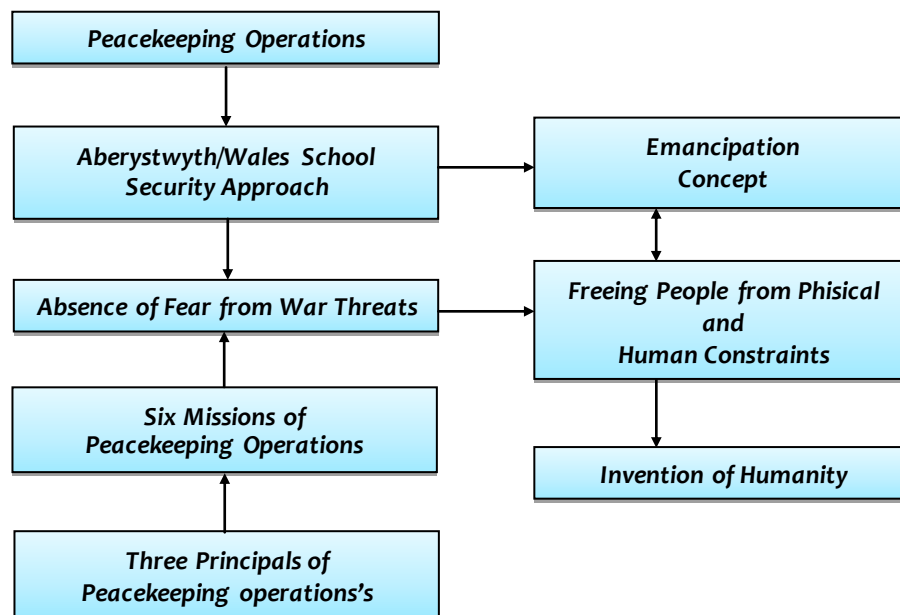 Peacekeeping Operations
Aberystwyth/Wales School
Security Approach
Emancipation
Concept
Absence of Fear from War Threats
Freeing People from Phisical
and
Human Constraints
Six Missions of
Peacekeeping Operations
Invention of Humanity
Three Principals of
Peacekeeping operations's